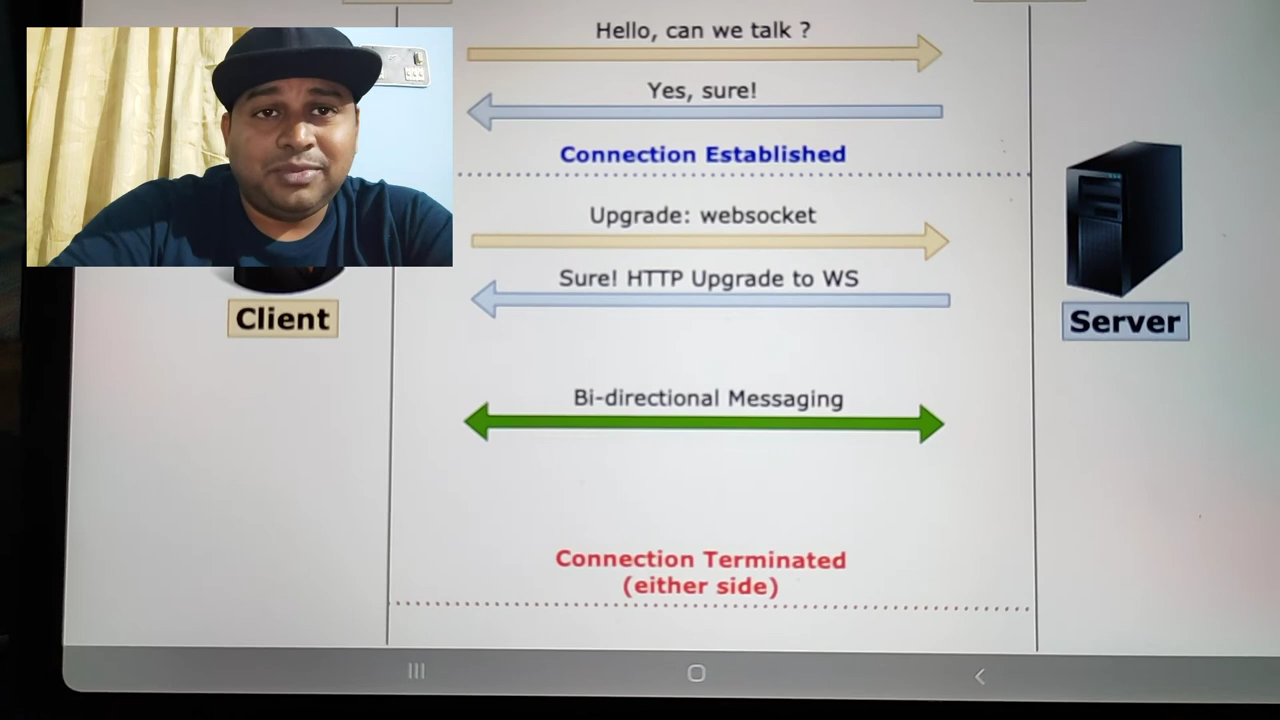 Hello, can we talk ?
Yes, sure!
Connection Established
Upgrade: websocket
Sure! HTTP Upgrade to WS
Client
Server
Bi-directional Messaging
Connection Terminated
(either side)